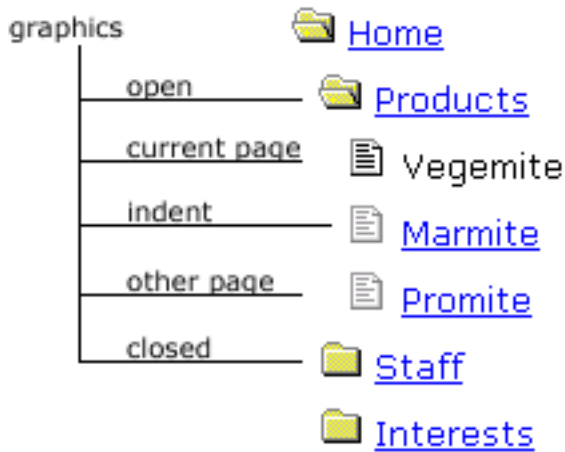 graphics
Home
open
Products
current page
Vegemite
indent
Marmite
other page
Promite
closed
Staff
Interests